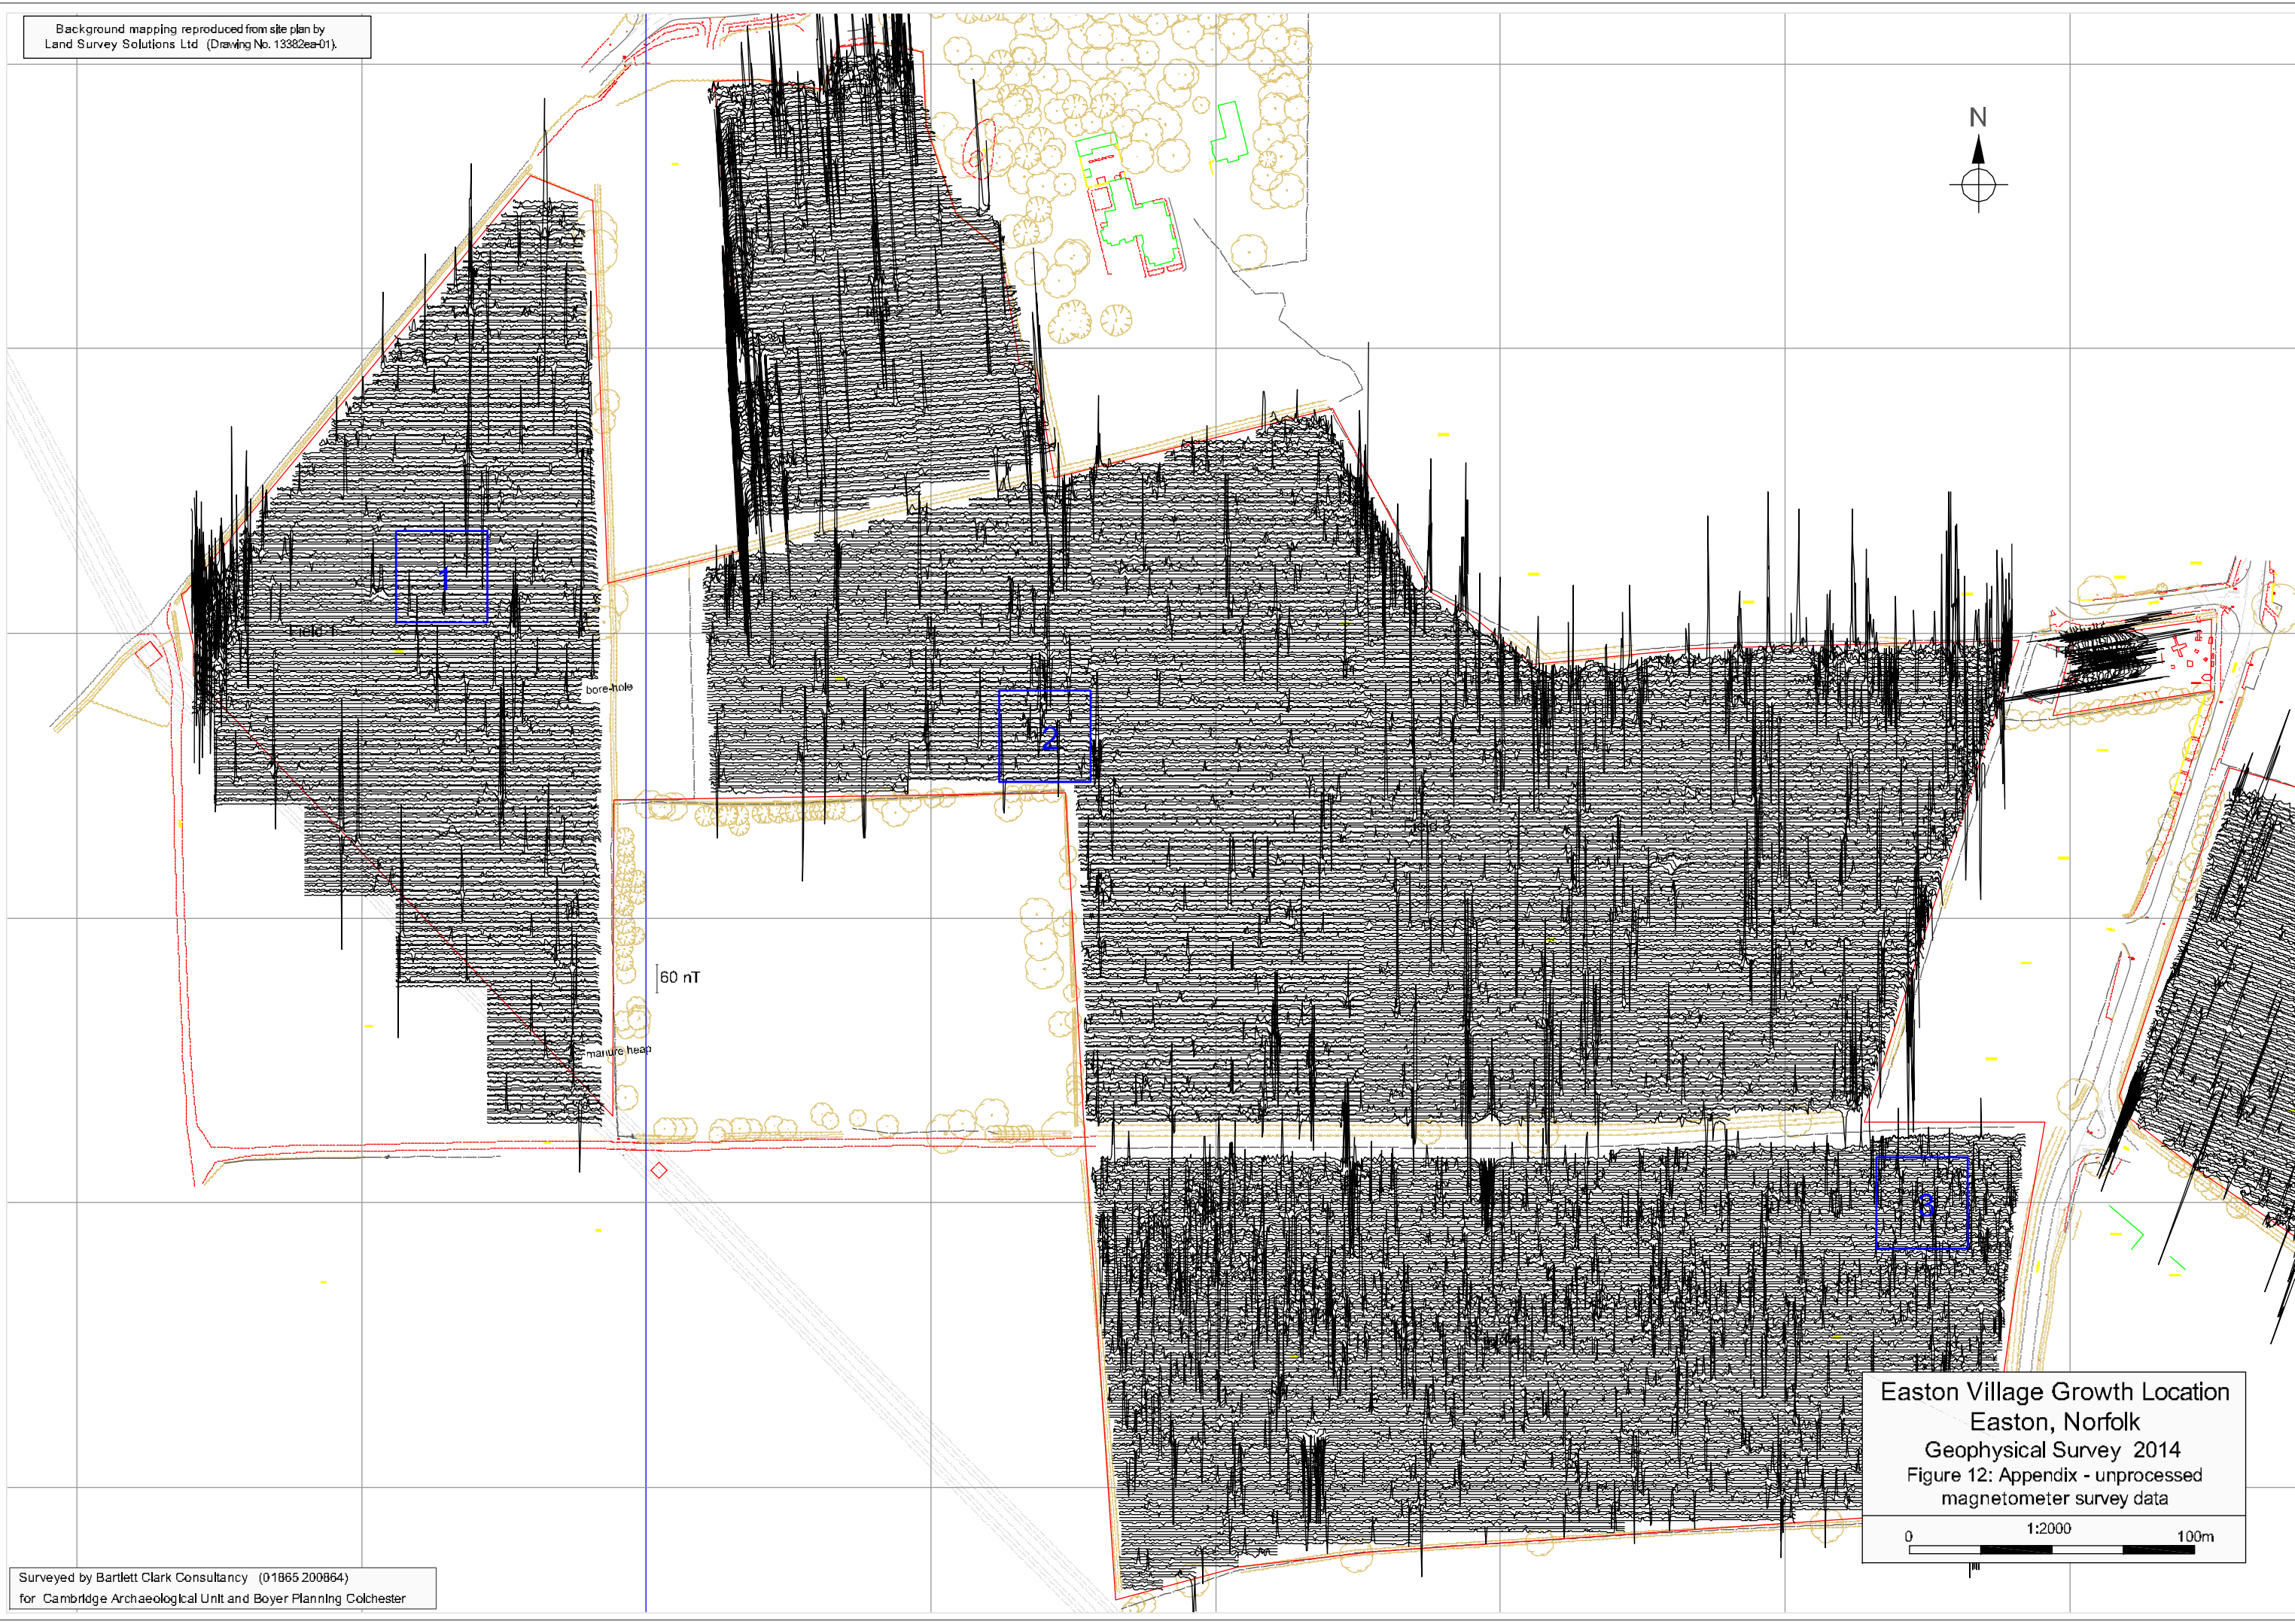 Background mapping reproduced from site plan by
Land Survey Solutions Ltd (Drawing No. 13382ea-01).
N
1
Field 1
bore-hole
2
60 nT
manure heap
3
Easton Village Growth Location
Easton, Norfolk
Geophysical Survey 2014
Figure 12: Appendix - unprocessed
magnetometer survey data
1:2000
0 100m
Surveyed by Bartlett Clark Consultancy (01865 200864)
for Cambridge Archaeological Unit and Boyer Planning Colchester